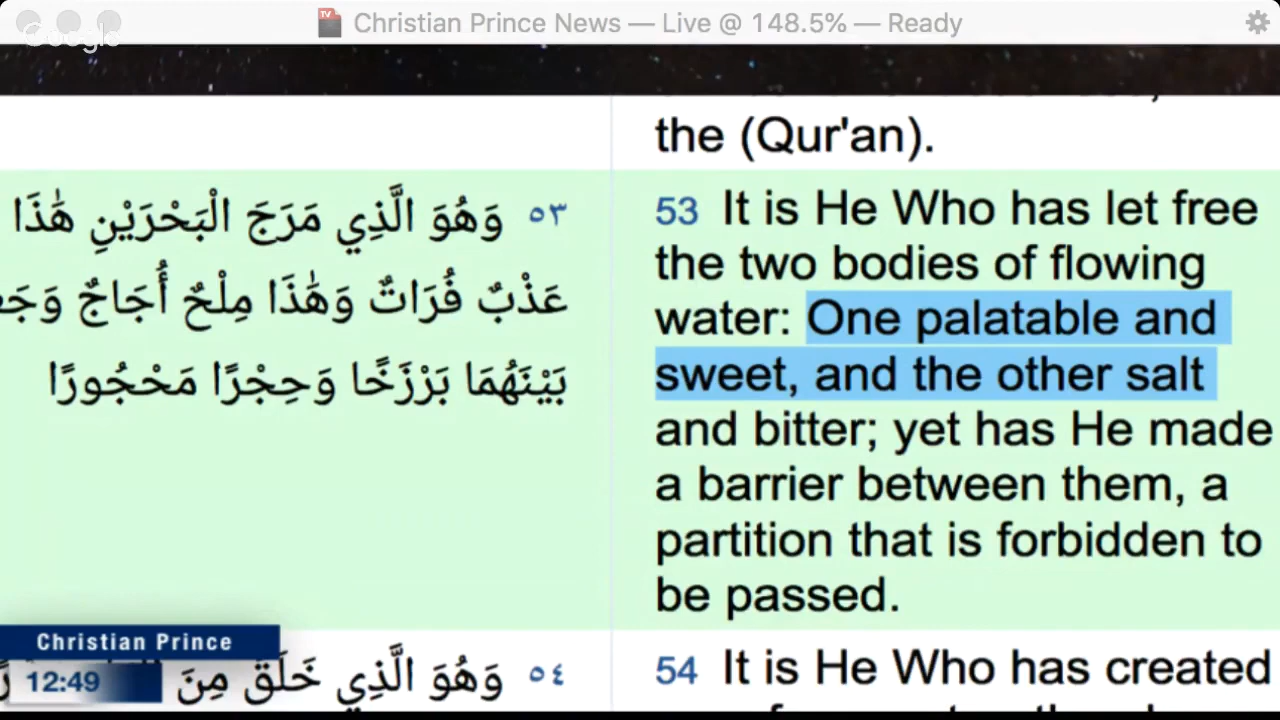 Christian Prince News — Live @ 148.5% — Ready
Google
the (Qur'an).
٥٣ وَهُوَ الَّذِي مَرَجَ الْبَحْرَيْنِ هَٰذَا
عَذْبٌ فُرَاتٌ وَهَٰذَا مِلْحٌ أُجَاجٌ
بَيْنَهُمَا بَرْزَخًا وَحِجْرًا مَحْجُورًا
53 It is He Who has let free
the two bodies of flowing
water: One palatable and
sweet, and the other salt
and bitter; yet has He made
a barrier between them, a
partition that is forbidden to
be passed.
٥٤ وَهُوَ الَّذِي خَلَقَ مِنَ
54 It is He Who has created
Christian Prince
12:49